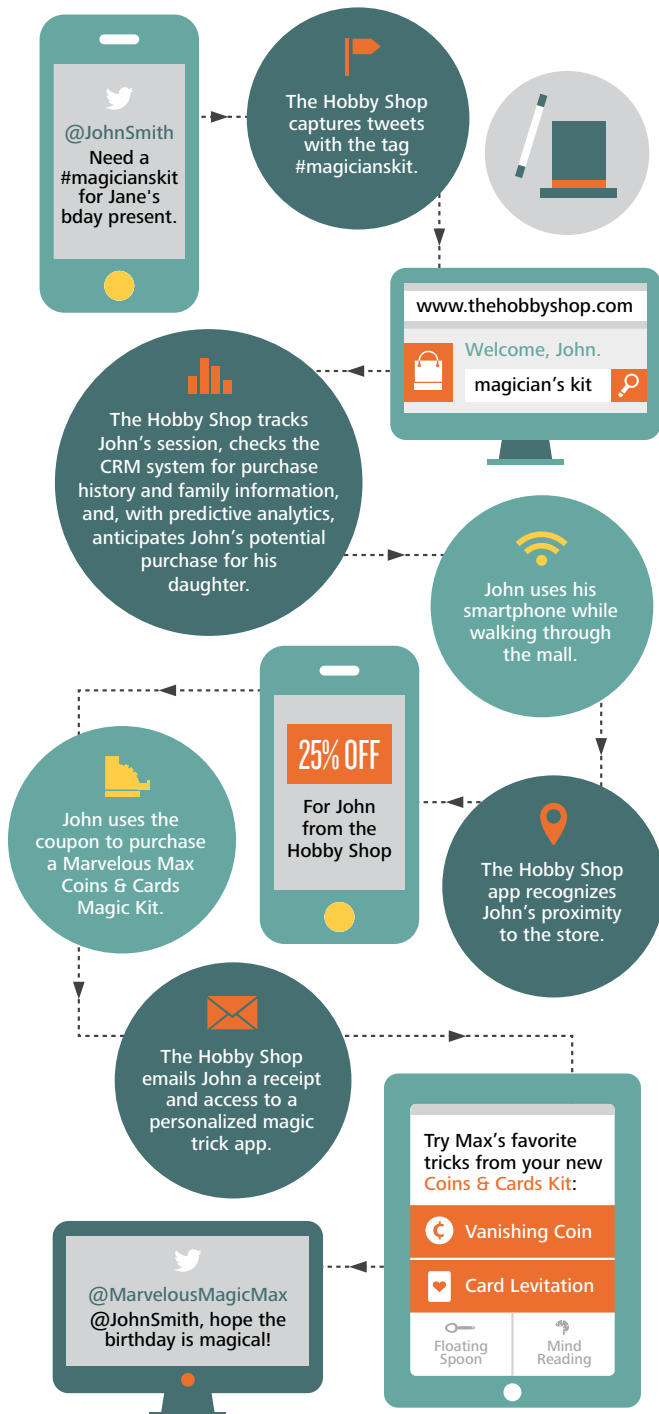 @JohnSmith
Need a
#magicianskit
for Jane's
bday present.
The Hobby Shop
captures tweets
with the tag
#magicianskit.
www.thehobbyshop.com
Welcome, John.
magician's kit
The Hobby Shop tracks
John's session, checks the
CRM system for purchase
history and family information,
and, with predictive analytics,
anticipates John's potential
purchase for his
daughter.
John uses his
smartphone while
walking through
the mall.
The Hobby Shop
app recognizes
John's proximity
to the store.
25% OFF
For John
from the
Hobby Shop
John uses the
coupon to purchase
a Marvelous Max
Coins & Cards
Magic Kit.
The Hobby Shop
emails John a receipt
and access to a
personalized magic
trick app.
Try Max's favorite
tricks from your new
Coins & Cards Kit:
¢ Vanishing Coin
Card Levitation
Floating
Spoon
Mind
Reading
@MarvelousMagicMax
@JohnSmith, hope the
birthday is magical!